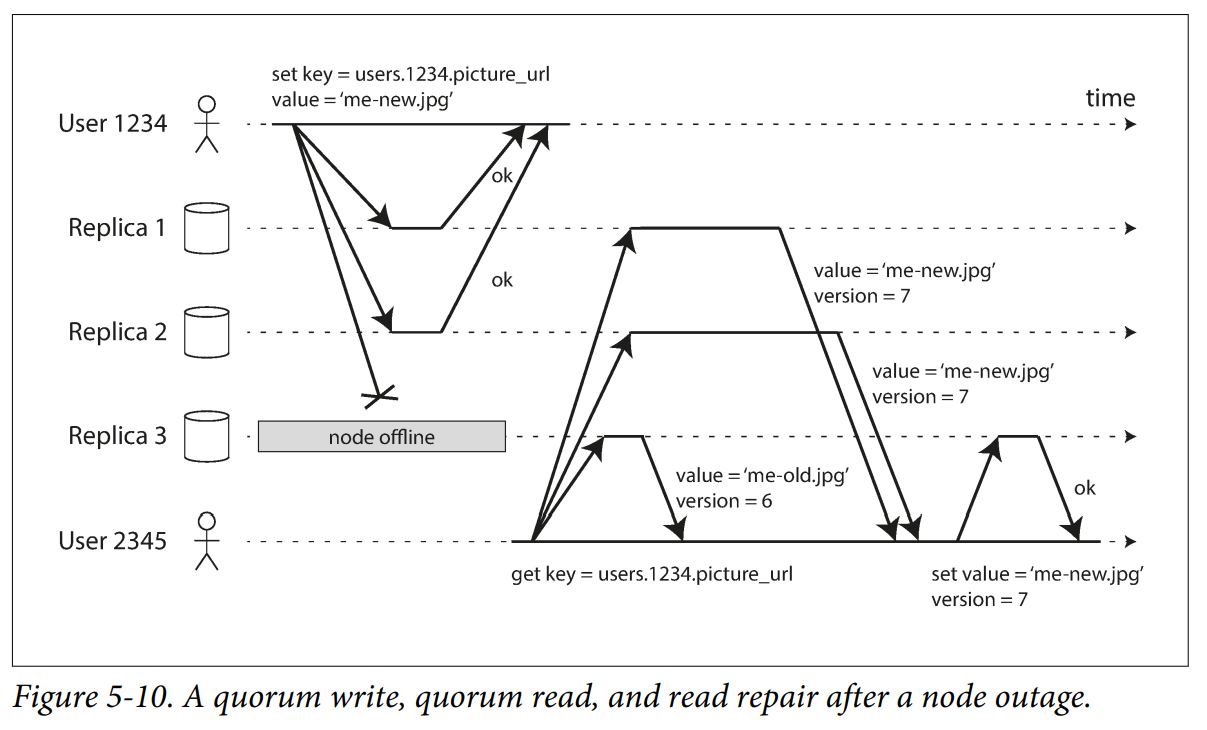 set key = users.1234.picture_url
value = ‘me-new.jpg’
time
User 1234
ok
Replica 1
value = ‘me-new.jpg’
version = 7
ok
Replica 2
value = ‘me-new.jpg’
version = 7
Replica 3
node offline
value = ‘me-old.jpg’
version = 6
ok
User 2345
get key = users.1234.picture_url
set value = ‘me-new.jpg’
version = 7
Figure 5-10. A quorum write, quorum read, and read repair after a node outage.